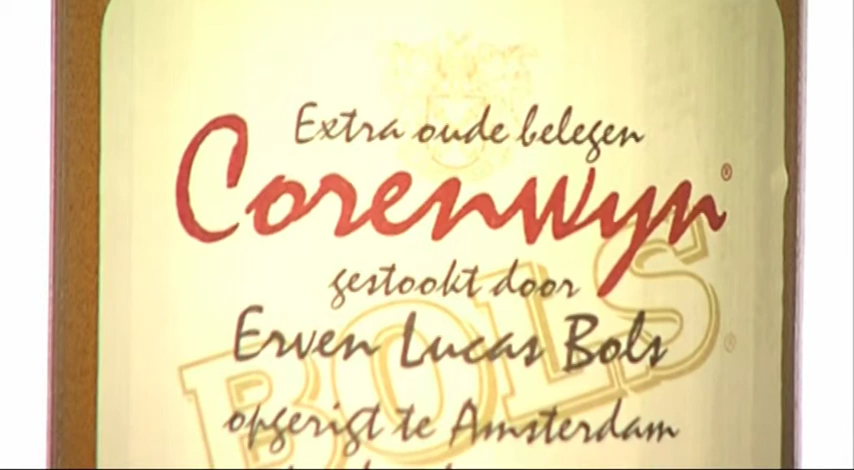 Extra oude belegen
Corenwyn®
gestookt door
Erven Lucas Bols
BOLS®
opgerigt te Amsterdam